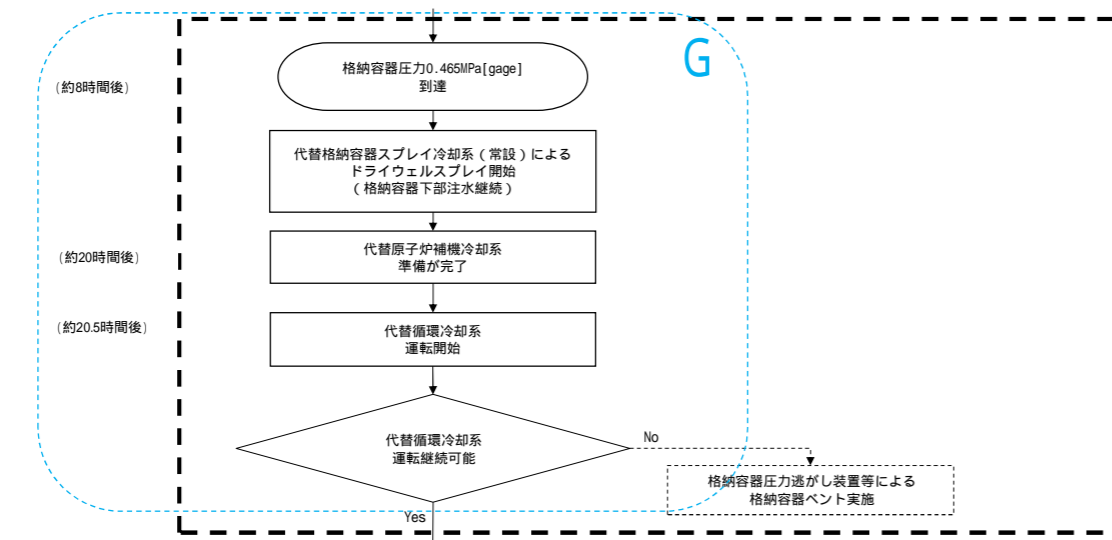 G
(約8時間後)
格納容器圧力0.465MPa[gage]
到達
代替格納容器スプレイ冷却系(常設)による
ドライウェルスプレイ開始
(格納容器下部注水継続)
(約20時間後)
代替原子炉補機冷却系
準備が完了
(約20.5時間後)
代替循環冷却系
運転開始
代替循環冷却系
運転継続可能
No
格納容器圧力逃がし装置等による
格納容器ベント実施
Yes